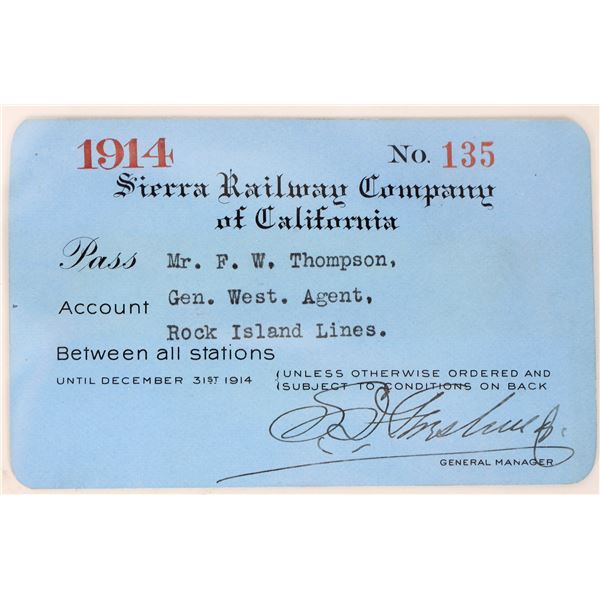 1914 No. 135
Sierra Railway Company
of California
Pass Mr. F. W. Thompson,
Account Gen. West. Agent,
Rock Island Lines.
Between all stations
UNTIL DECEMBER 31ST 1914 (UNLESS OTHERWISE ORDERED AND
(SUBJECT TO CONDITIONS ON BACK
GENERAL MANAGER